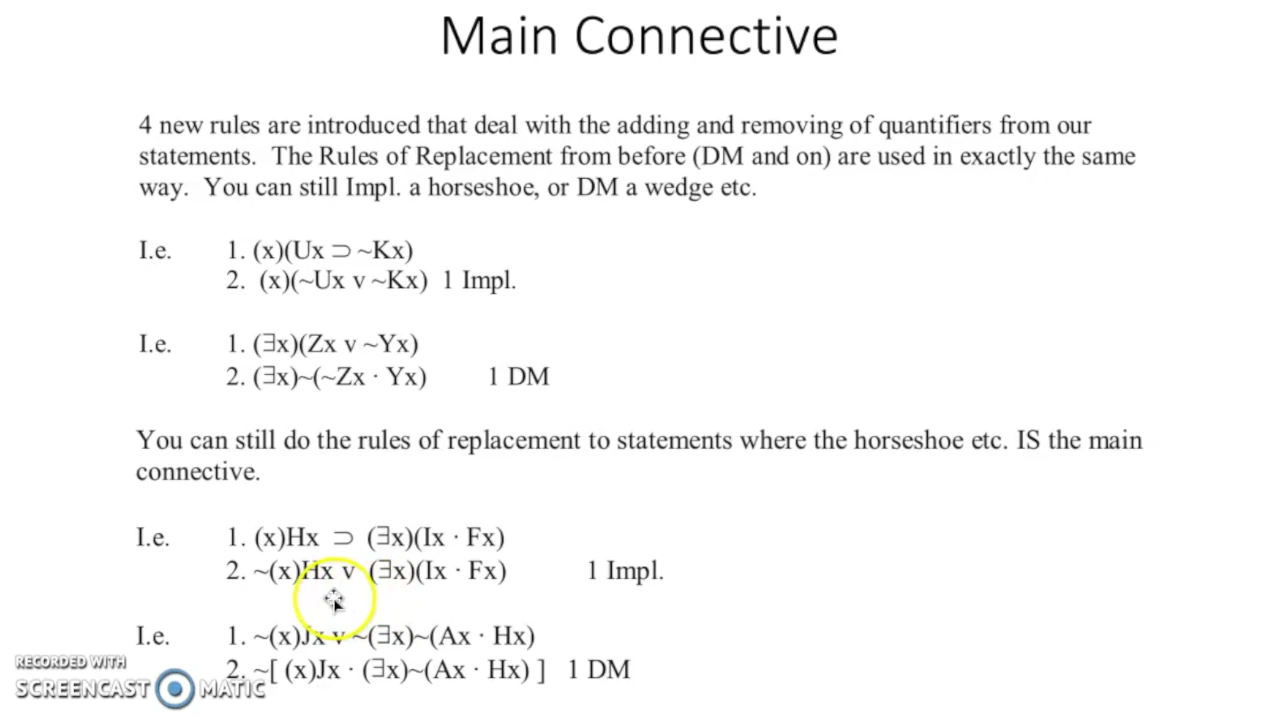 Main Connective
4 new rules are introduced that deal with the adding and removing of quantifiers from our
statements. The Rules of Replacement from before (DM and on) are used in exactly the same
way. You can still Impl. a horseshoe, or DM a wedge etc.
I.e. 1. (x)(Ux ⊃ ~Kx)
2. (x)(~Ux v ~Kx) 1 Impl.
I.e. 1. (∃x)(Zx v ~Yx)
2. (∃x)~(~Zx · Yx) 1 DM
You can still do the rules of replacement to statements where the horseshoe etc. IS the main
connective.
I.e. 1. (x)Hx ⊃ (∃x)(Ix · Fx)
2. ~(x)Hx v (∃x)(Ix · Fx) 1 Impl.
I.e. 1. ~(x)Jx v ~(∃x)~(Ax · Hx)
2. ~[ (x)Jx · (∃x)~(Ax · Hx) ] 1 DM
RECORDED WITH
SCREENCAST MATIC